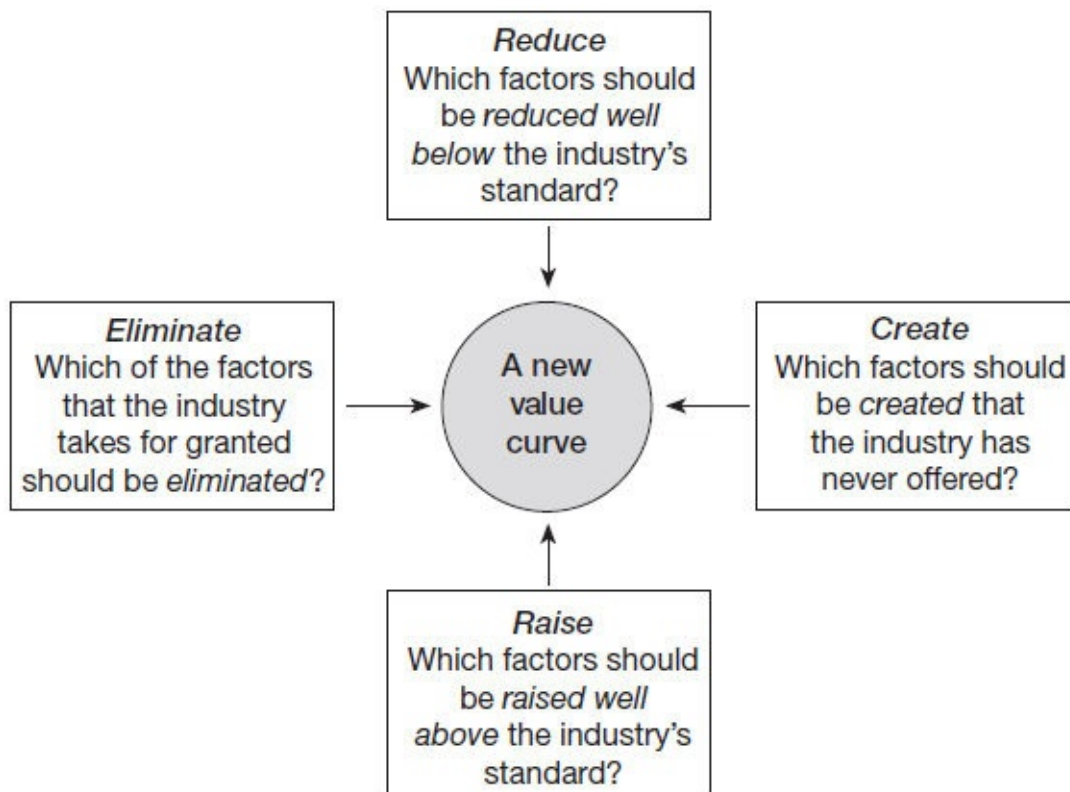 Reduce
Which factors should
be reduced well
below the industry’s
standard?
Eliminate
Which of the factors
that the industry
takes for granted
should be eliminated?
A new
value
curve
Create
Which factors should
be created that
the industry has
never offered?
Raise
Which factors should
be raised well
above the industry’s
standard?